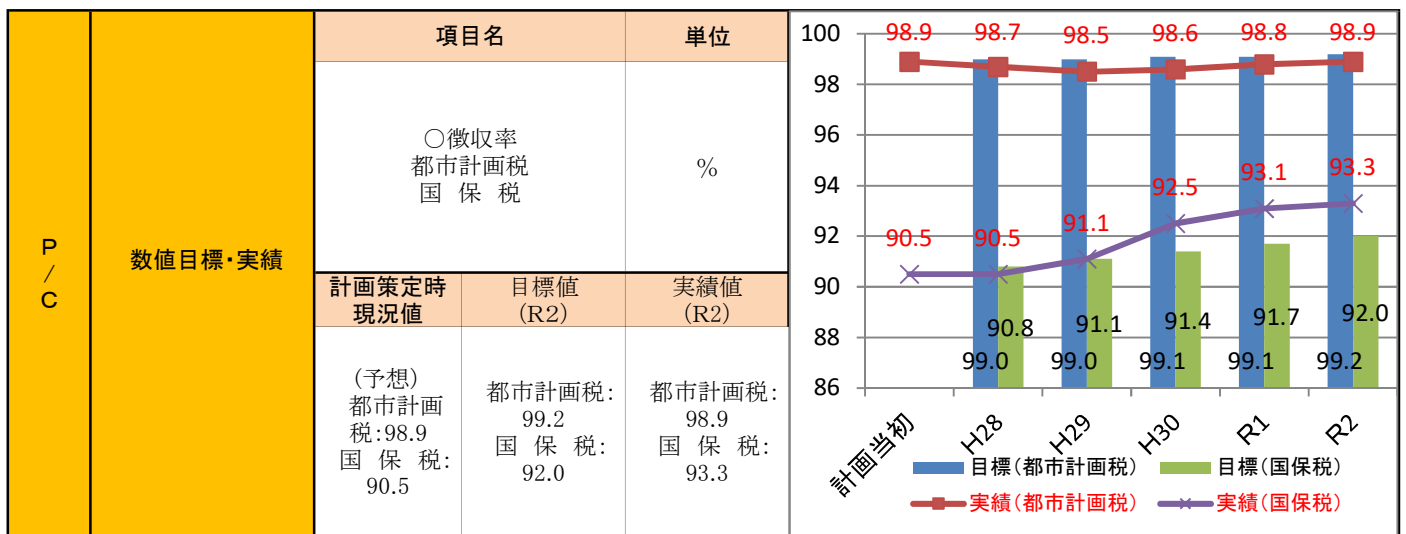 P
/
C
数値目標・実績
項目名
単位
○徴収率
都市計画税
国 保 税
%
計画策定時
現況値
目標値
(R2)
実績値
(R2)
(予想)
都市計画
税:98.9
国 保 税:
90.5
都市計画税:
99.2
国 保 税:
92.0
都市計画税:
98.9
国 保 税:
93.3
100
98
96
94
92
90
88
86
98.9 98.7 98.5 98.6 98.8 98.9
90.5 90.5 91.1 92.5 93.1 93.3
90.8 91.1 91.4 91.7 92.0
99.0 99.0 99.1 99.1 99.2
計画当初 H28 H29 H30 R1 R2
目標(都市計画税) 目標(国保税)
実績(都市計画税) 実績(国保税)